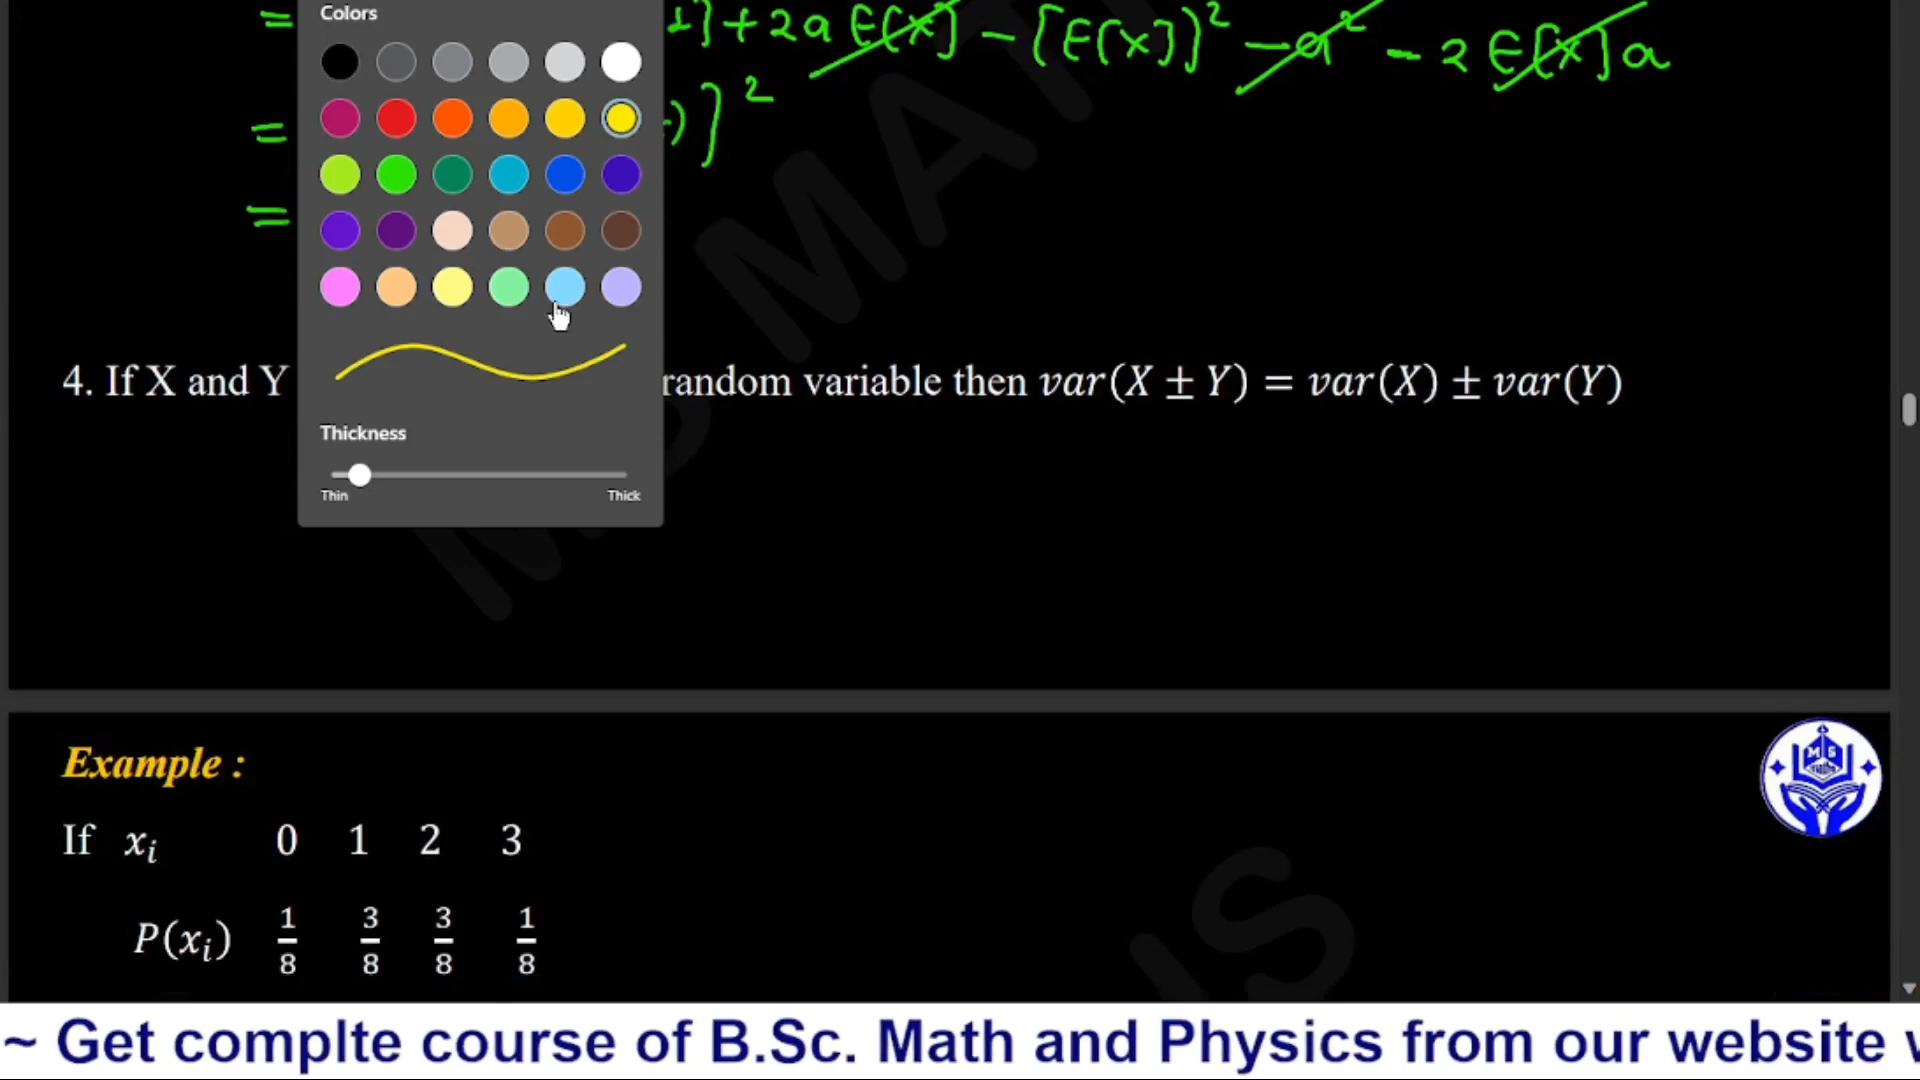 Colors
= 1] + 2a E[X] - [E(X)]² - a² - 2 E[X] a
= )]²
=
4. If X and Y random variable then var(X ± Y) = var(X) ± var(Y)
Thickness
Thin Thick
Example :
If xᵢ 0 1 2 3
P(xᵢ) 1/8 3/8 3/8 1/8
~ Get complte course of B.Sc. Math and Physics from our website